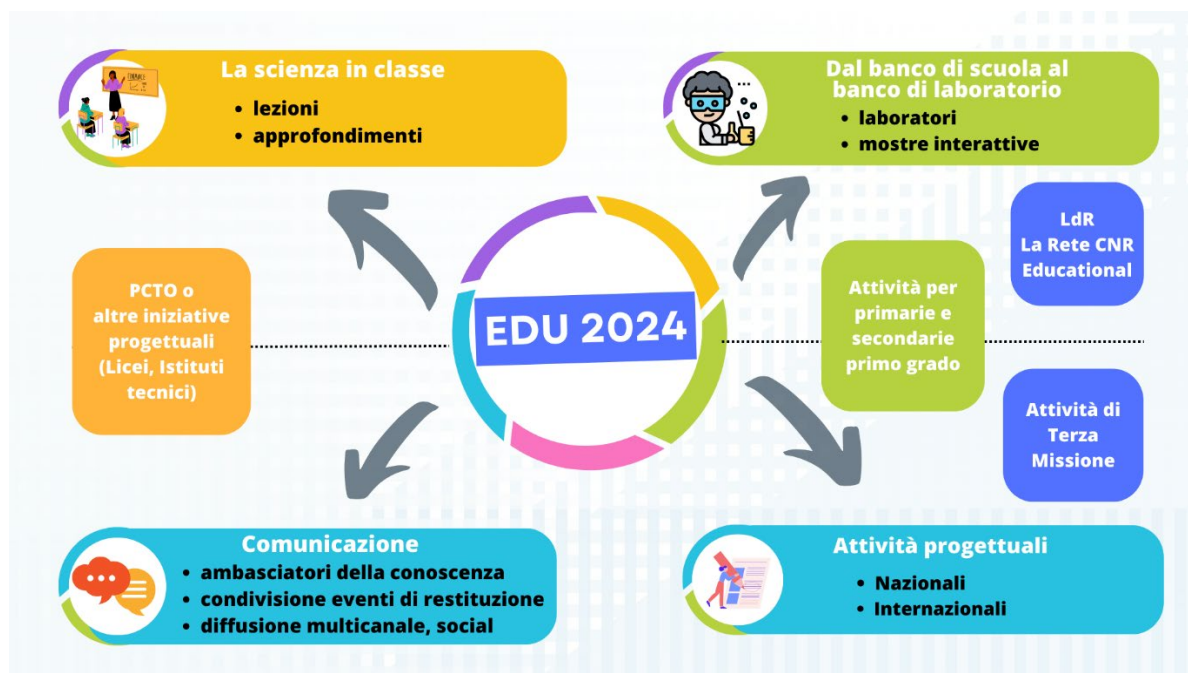 La scienza in classe
• lezioni
• approfondimenti
Dal banco di scuola al
banco di laboratorio
• laboratori
• mostre interattive
LdR
La Rete CNR
Educational
PCTO o
altre iniziative
progettuali
(Licei, Istituti
tecnici)
EDU 2024
Attività per
primarie e
secondarie
primo grado
Attività di
Terza
Missione
Comunicazione
• ambasciatori della conoscenza
• condivisione eventi di restituzione
• diffusione multicanale, social
Attività progettuali
• Nazionali
• Internazionali